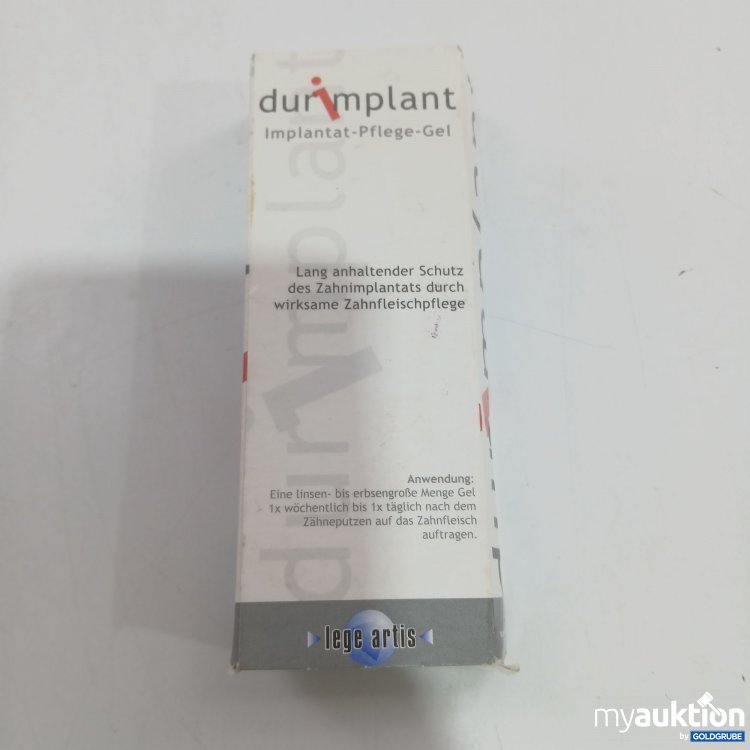 durimplant
Implantat-Pflege-Gel
durimplant
Lang anhaltender Schutz
des Zahnimplantats durch
wirksame Zahnfleischpflege
Anwendung:
Eine linsen- bis erbsengroße Menge Gel
1x wöchentlich bis 1x täglich nach dem
Zähneputzen auf das Zahnfleisch
auftragen.
lege artis
myauktion
by GOLDGRUBE